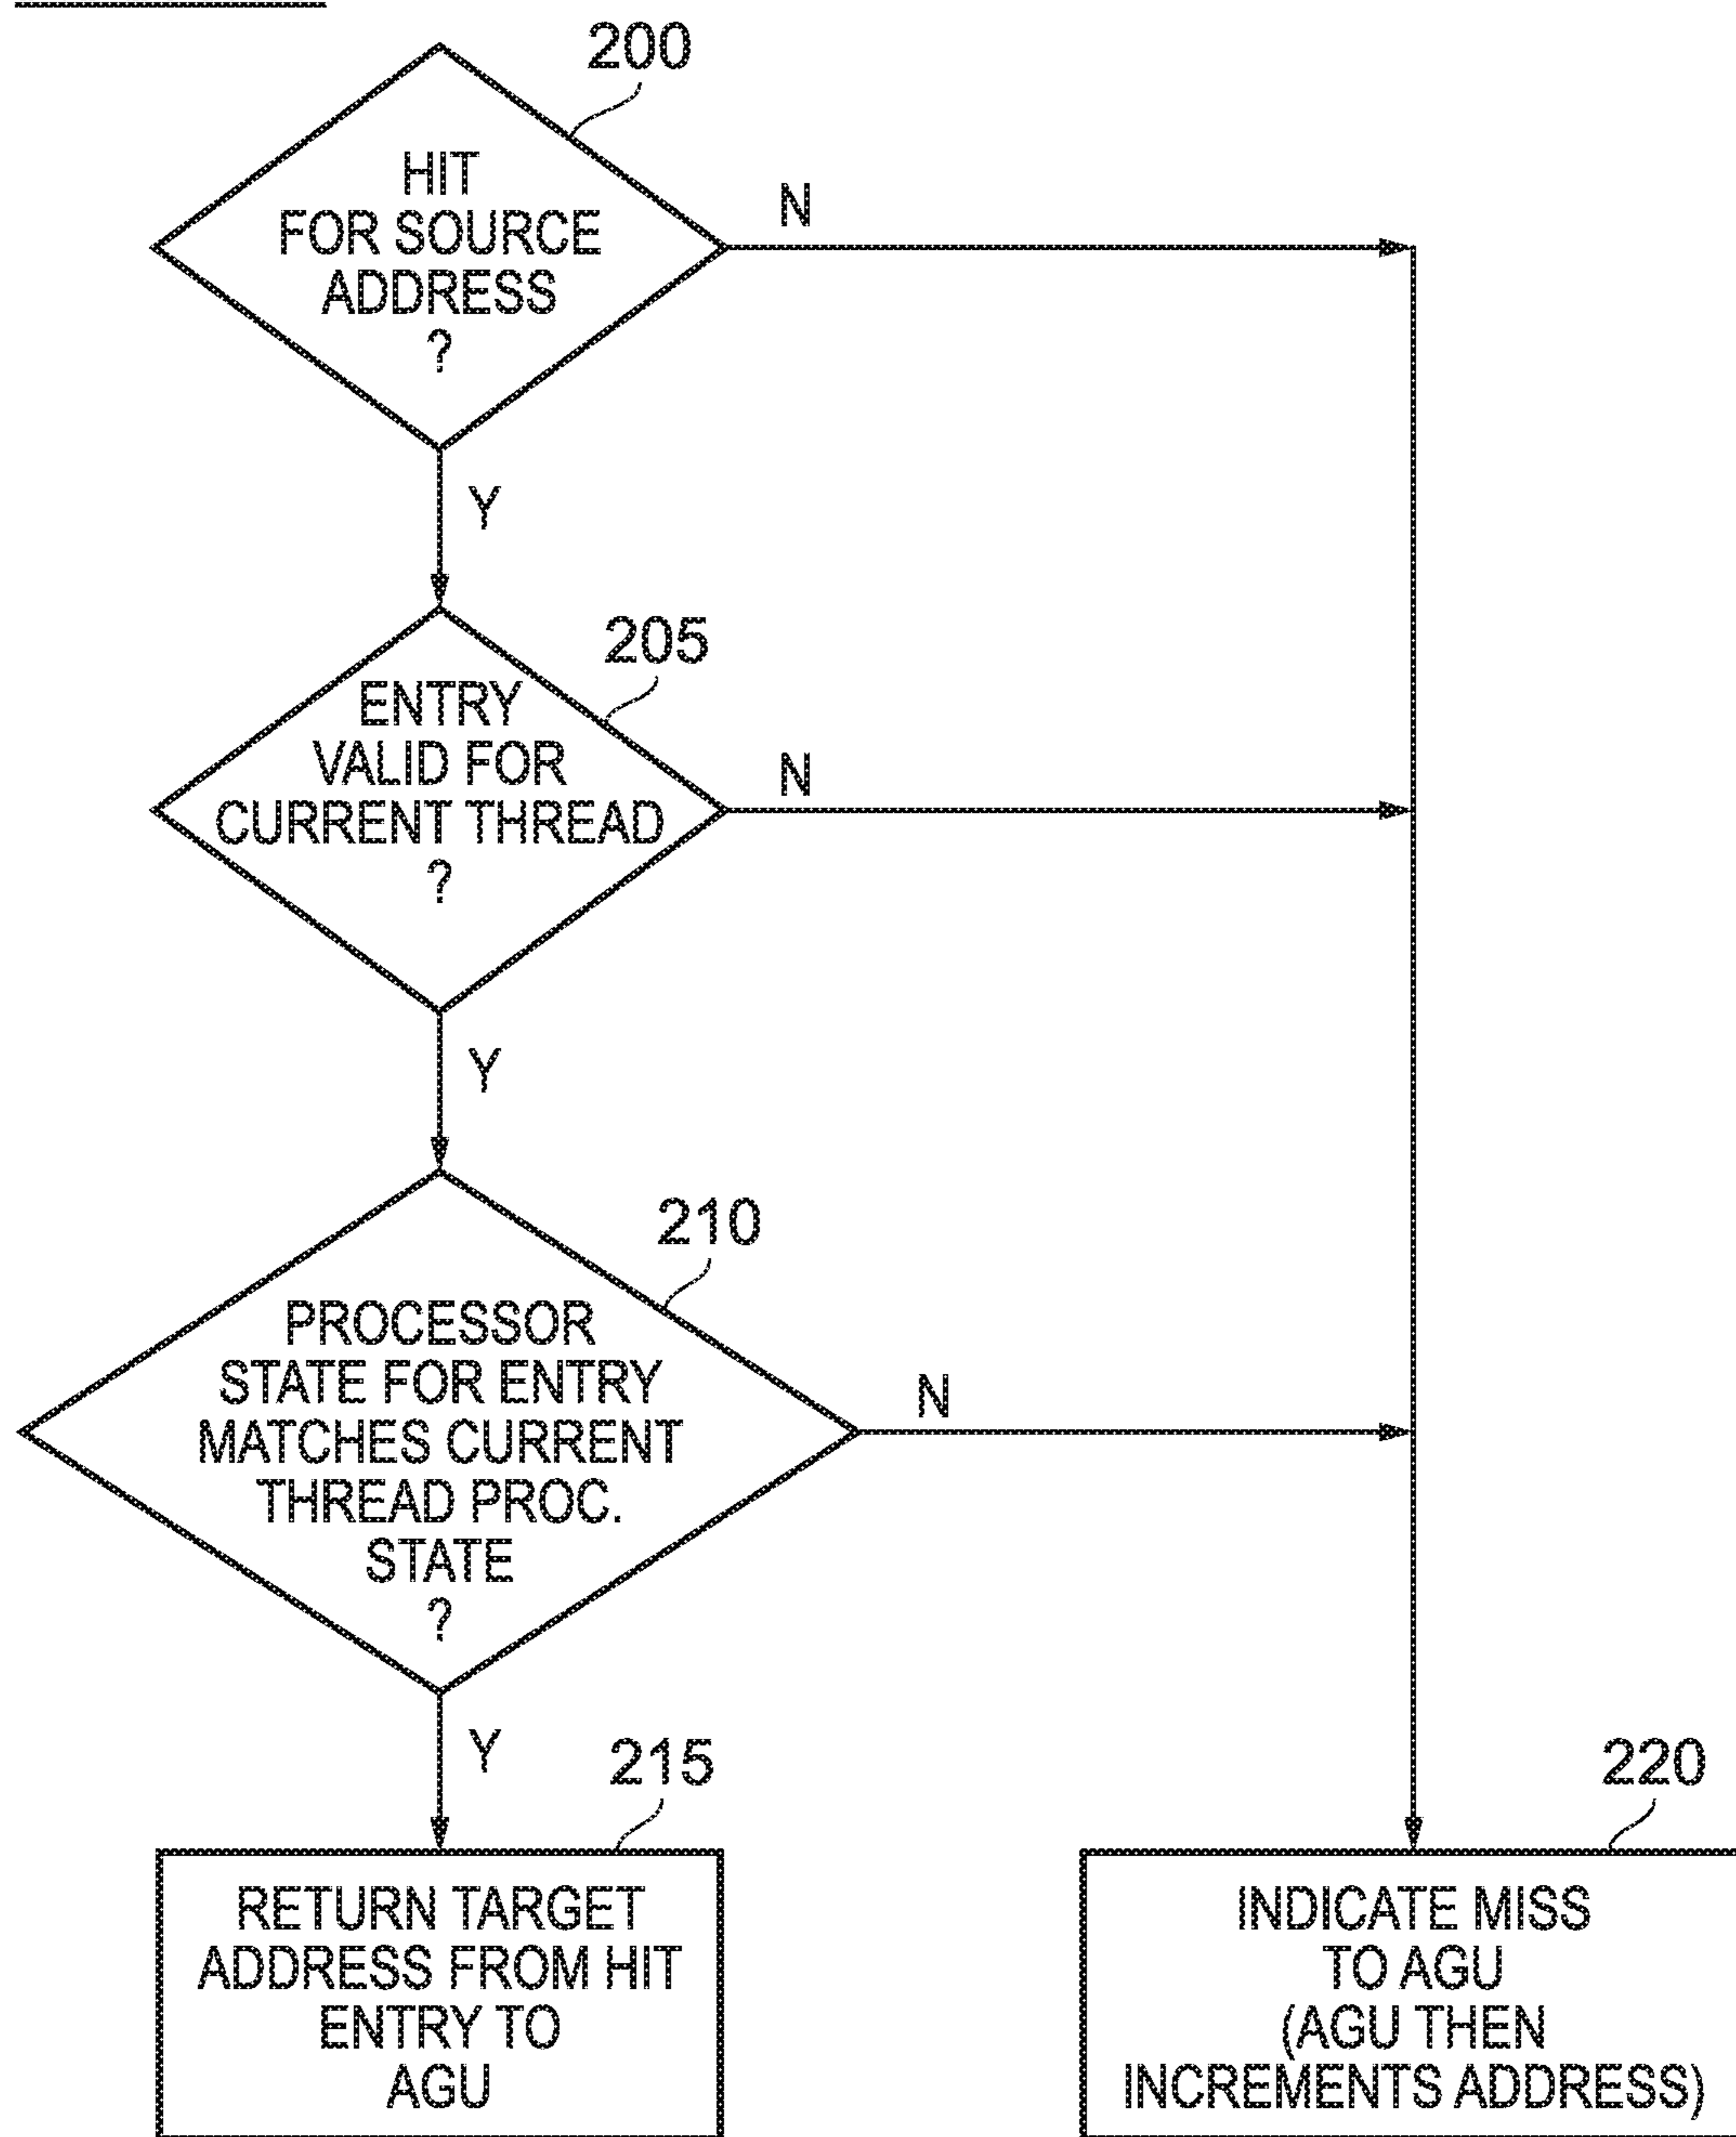 200
HIT
FOR SOURCE
ADDRESS
?
N
Y
205
ENTRY
VALID FOR
CURRENT THREAD
?
N
Y
210
PROCESSOR
STATE FOR ENTRY
MATCHES CURRENT
THREAD PROC.
STATE
?
N
Y
215
RETURN TARGET
ADDRESS FROM HIT
ENTRY TO
AGU
220
INDICATE MISS
TO AGU
(AGU THEN
INCREMENTS ADDRESS)